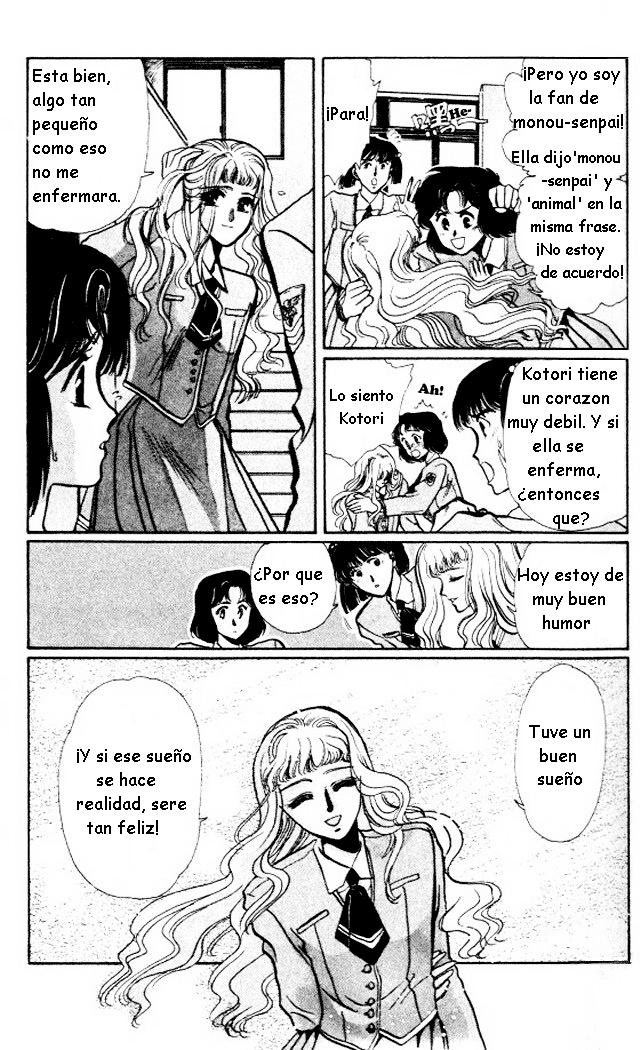 ¡Pero yo soy
la fan de
monou-senpai!
Ella dijo'monou
-senpai' y
'animal' en la
misma frase.
¡No estoy
de acuerdo!
嘿
He-
¡Para!
Esta bien,
algo tan
pequeño
como eso
no me
enfermara.
Kotori tiene
un corazon
muy debil. Y si
ella se
enferma,
¿entonces
que?
Ah!
Lo siento
Kotori
Hoy estoy de
muy buen
humor
¿Por que
es eso?
Tuve un
buen
sueño
¡Y si ese sueño
se hace
realidad, sere
tan feliz!